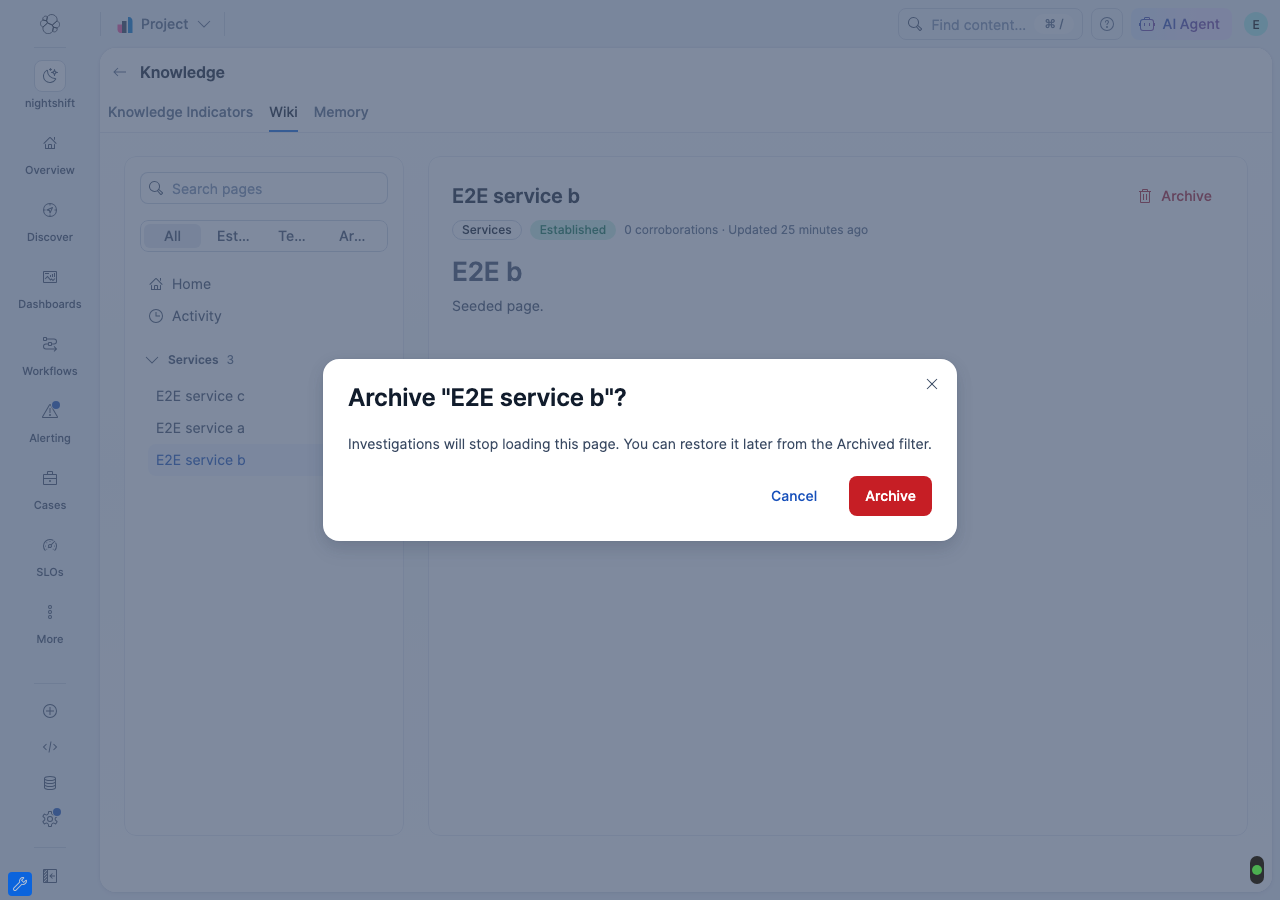 Project
Find content...
⌘ /
AI Agent
E
nightshift
Overview
Discover
Dashboards
Workflows
Alerting
Cases
SLOs
More
Knowledge
Knowledge Indicators
Wiki
Memory
Search pages
All
Est...
Te...
Ar...
Home
Activity
Services 3
E2E service c
E2E service a
E2E service b
E2E service b
Archive
Services
Established
0 corroborations · Updated 25 minutes ago
E2E b
Seeded page.
Archive "E2E service b"?
Investigations will stop loading this page. You can restore it later from the Archived filter.
Cancel
Archive